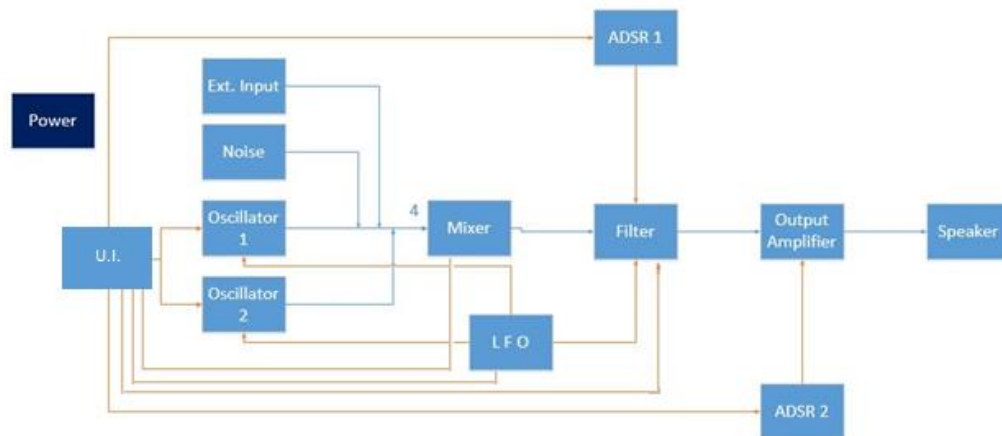 ADSR 1
Ext. Input
Power
Noise
4
Oscillator
1
Mixer
Filter
Output
Amplifier
Speaker
U.I.
Oscillator
2
L F O
ADSR 2